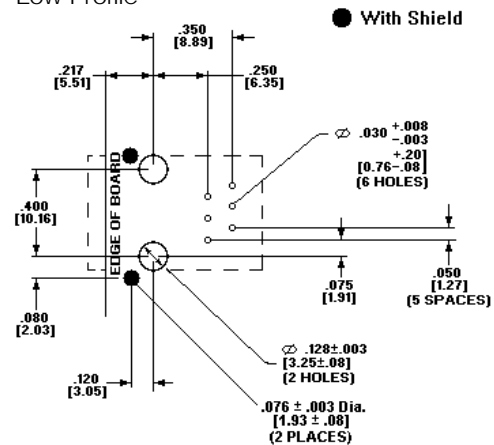 Low Profile
With Shield
.350
[8.89]
.217
[5.51]
.250
[6.35]
⌀ .030 +.008
-.003
+.20]
[0.76-.08]
(6 HOLES)
EDGE OF BOARD
.400
[10.16]
.080
[2.03]
.075
[1.91]
.050
[1.27]
(5 SPACES)
.120
[3.05]
⌀ .128±.003
[3.25±.08]
(2 HOLES)
.076 ± .003 Dia.
[1.93 ± .08]
(2 PLACES)